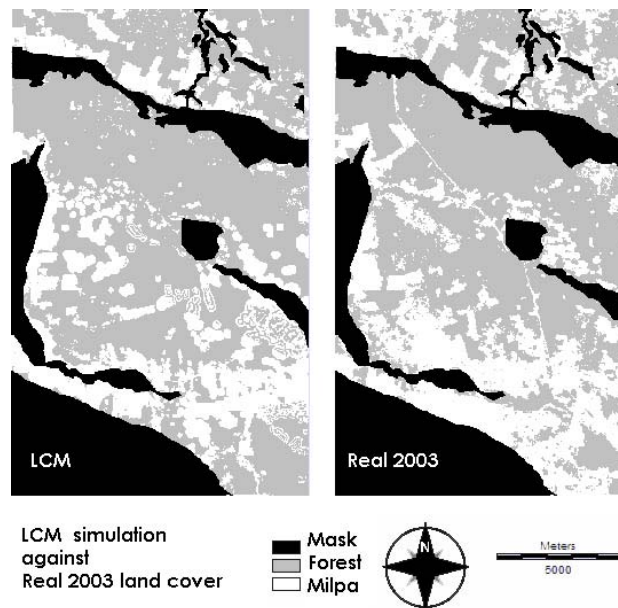 LCM
Real 2003
LCM simulation
against
Real 2003 land cover
Mask
Forest
Milpa
N
Meters
5000